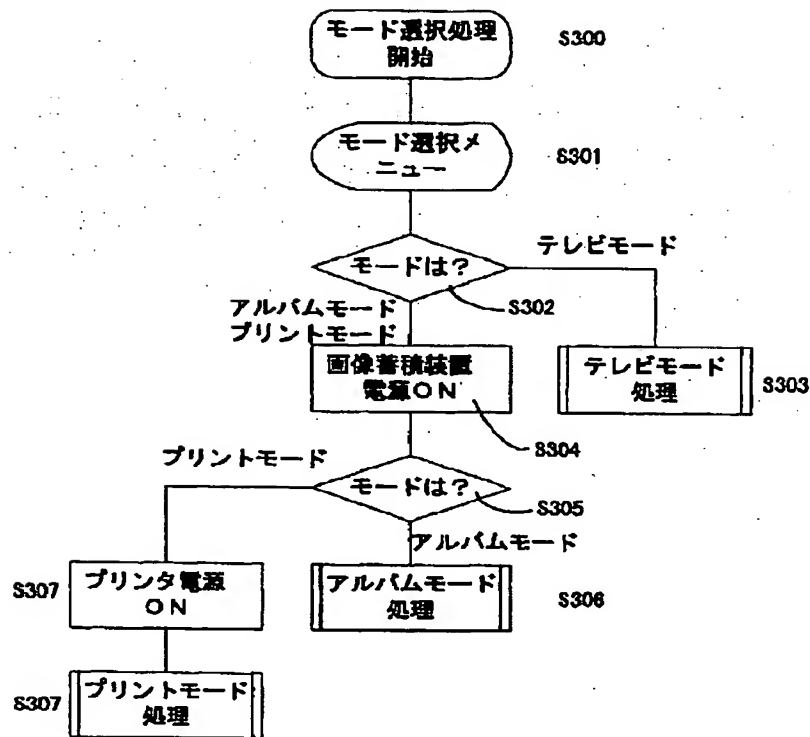 モード選択処理
開始
S300
モード選択メ
ニュー
S301
テレビモード
モードは?
S302
アルバムモード
プリントモード
画像蓄積装置
電源ON
テレビモード
処理
S303
S304
プリントモード
モードは?
S305
アルバムモード
S307
プリンタ電源
ON
アルバムモード
処理
S306
S307
プリントモード
処理